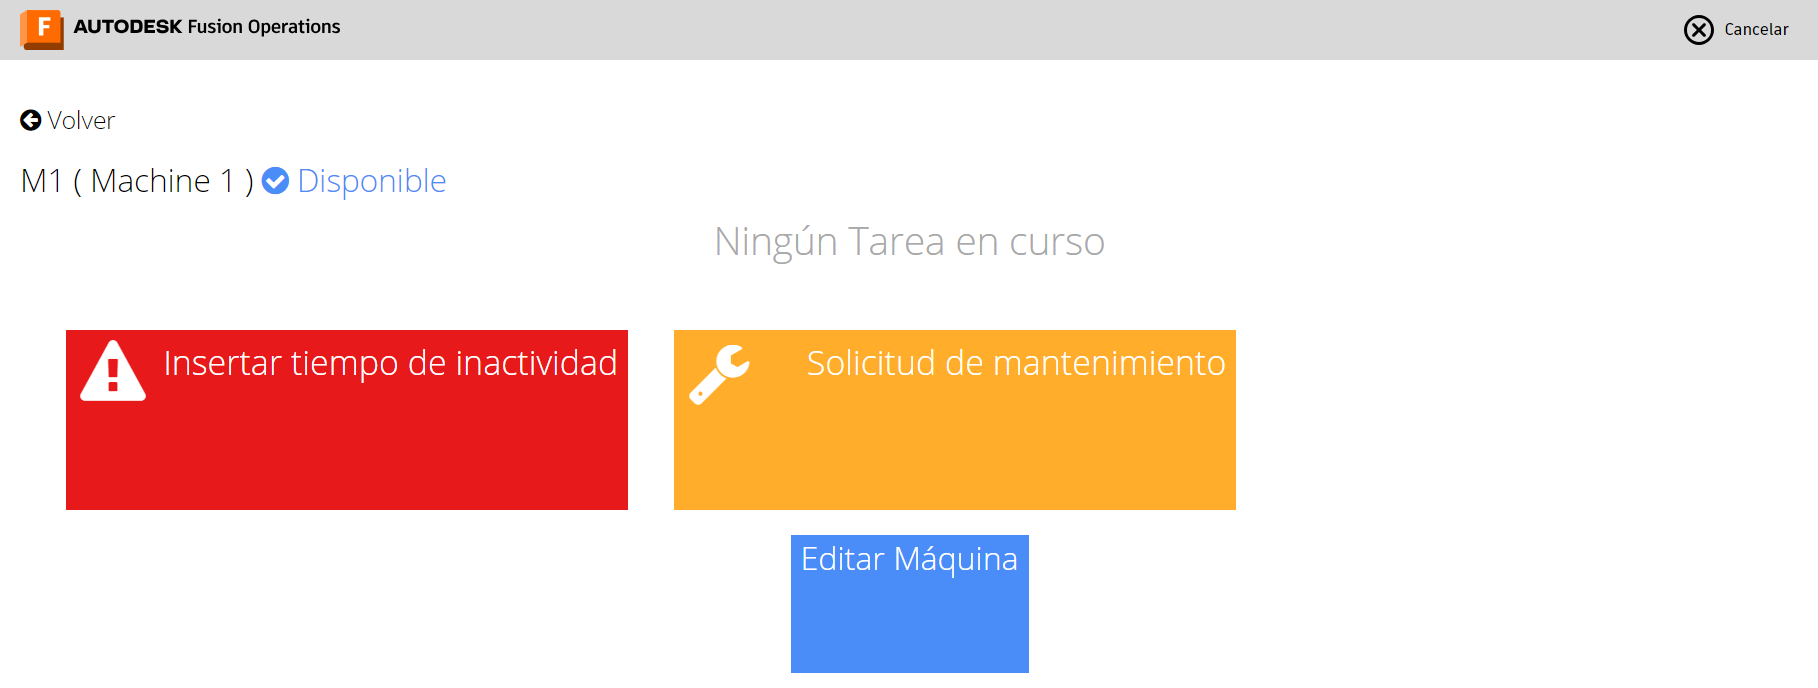 F AUTODESK Fusion Operations
Cancelar
Volver
M1 ( Machine 1 ) Disponible
Ningún Tarea en curso
Insertar tiempo de inactividad
Solicitud de mantenimiento
Editar Máquina